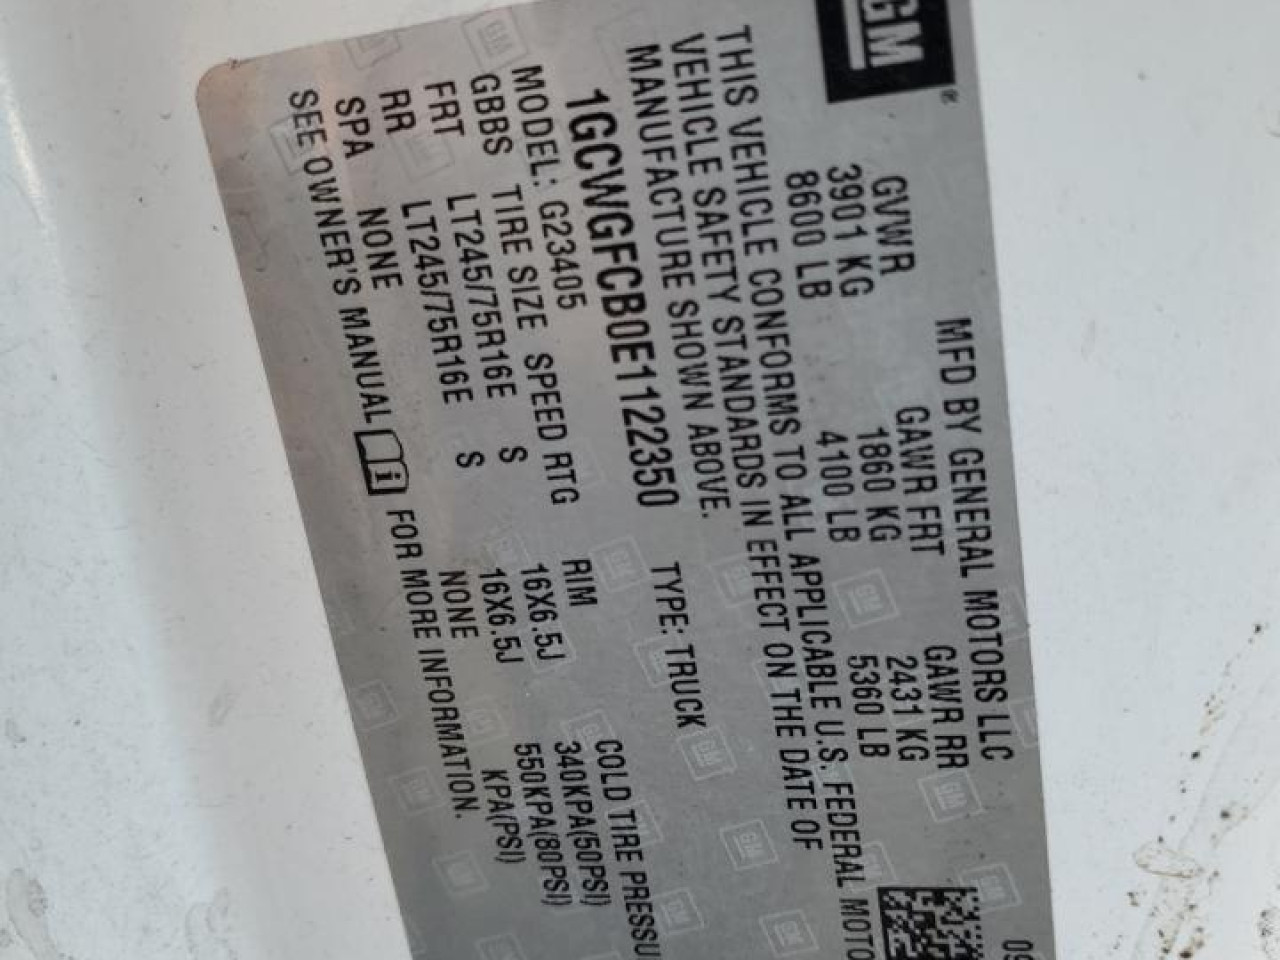 GM
MFD BY GENERAL MOTORS LLC 09
GVWR GAWR FRT GAWR RR
3901 KG 1860 KG 2431 KG
8600 LB 4100 LB 5360 LB
THIS VEHICLE CONFORMS TO ALL APPLICABLE U.S. FEDERAL MOTO
VEHICLE SAFETY STANDARDS IN EFFECT ON THE DATE OF
MANUFACTURE SHOWN ABOVE.
1GCWGFCB0E1122350 TYPE: TRUCK
MODEL: G23405
GBBS TIRE SIZE SPEED RTG RIM COLD TIRE PRESSU
FRT LT245/75R16E S 16X6.5J 340KPA(50PSI)
RR LT245/75R16E S 16X6.5J 550KPA(80PSI)
SPA NONE NONE KPA(PSI)
SEE OWNER'S MANUAL FOR MORE INFORMATION.